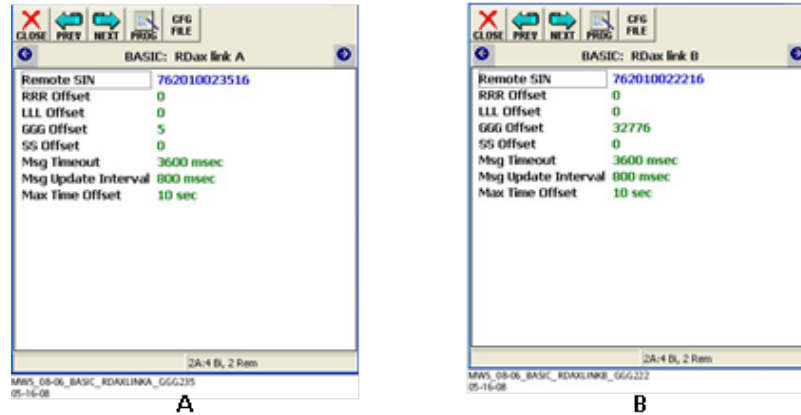 CLOSE PREV NEXT PROG CFG FILE
BASIC: RDax link A
Remote SIN 762010023516
RRR Offset 0
LLL Offset 0
GGG Offset 5
SS Offset 0
Msg Timeout 3600 msec
Msg Update Interval 800 msec
Max Time Offset 10 sec
2A:4 Bi, 2 Rem
MWS_08-06_BASIC_RDAXLINKA_GGG235
05-16-08
A
CLOSE PREV NEXT PROG CFG FILE
BASIC: RDax link B
Remote SIN 762010022216
RRR Offset 0
LLL Offset 0
GGG Offset 32776
SS Offset 0
Msg Timeout 3600 msec
Msg Update Interval 800 msec
Max Time Offset 10 sec
2A:4 Bi, 2 Rem
MWS_08-06_BASIC_RDAXLINKB_GGG222
05-16-08
B